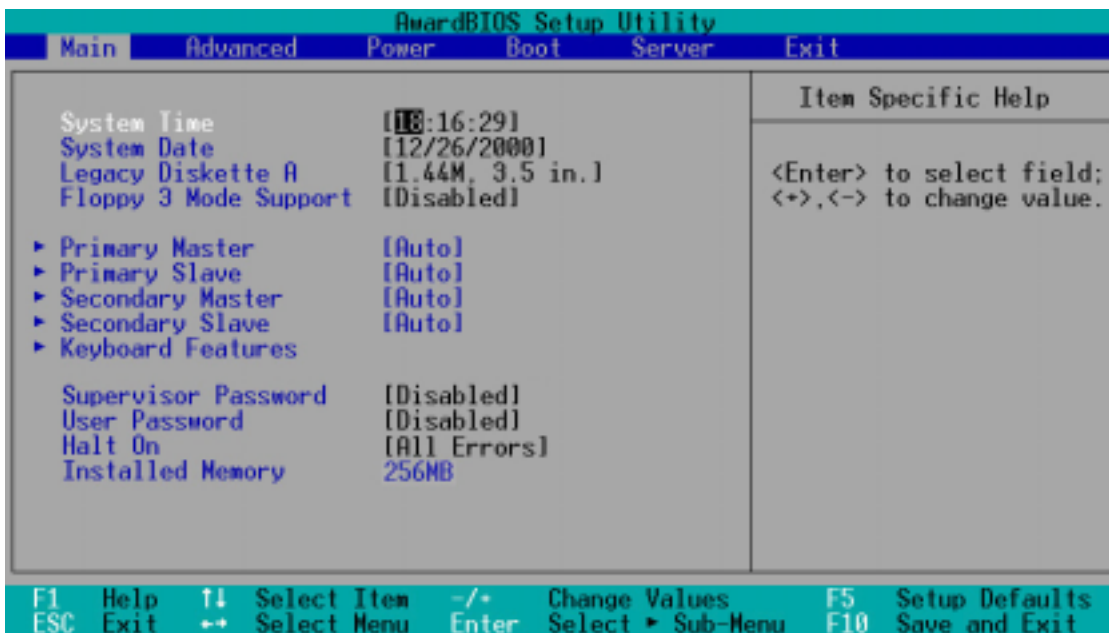 AwardBIOS Setup Utility
Main Advanced Power Boot Server Exit
System Time [18:16:29]
System Date [12/26/2000]
Legacy Diskette A [1.44M, 3.5 in.]
Floppy 3 Mode Support [Disabled]
▶ Primary Master [Auto]
▶ Primary Slave [Auto]
▶ Secondary Master [Auto]
▶ Secondary Slave [Auto]
▶ Keyboard Features
Supervisor Password [Disabled]
User Password [Disabled]
Halt On [All Errors]
Installed Memory 256MB
Item Specific Help
<Enter> to select field;
<+>,<-> to change value.
F1 Help ↑↓ Select Item -/+ Change Values F5 Setup Defaults
ESC Exit ←→ Select Menu Enter Select ▶ Sub-Menu F10 Save and Exit